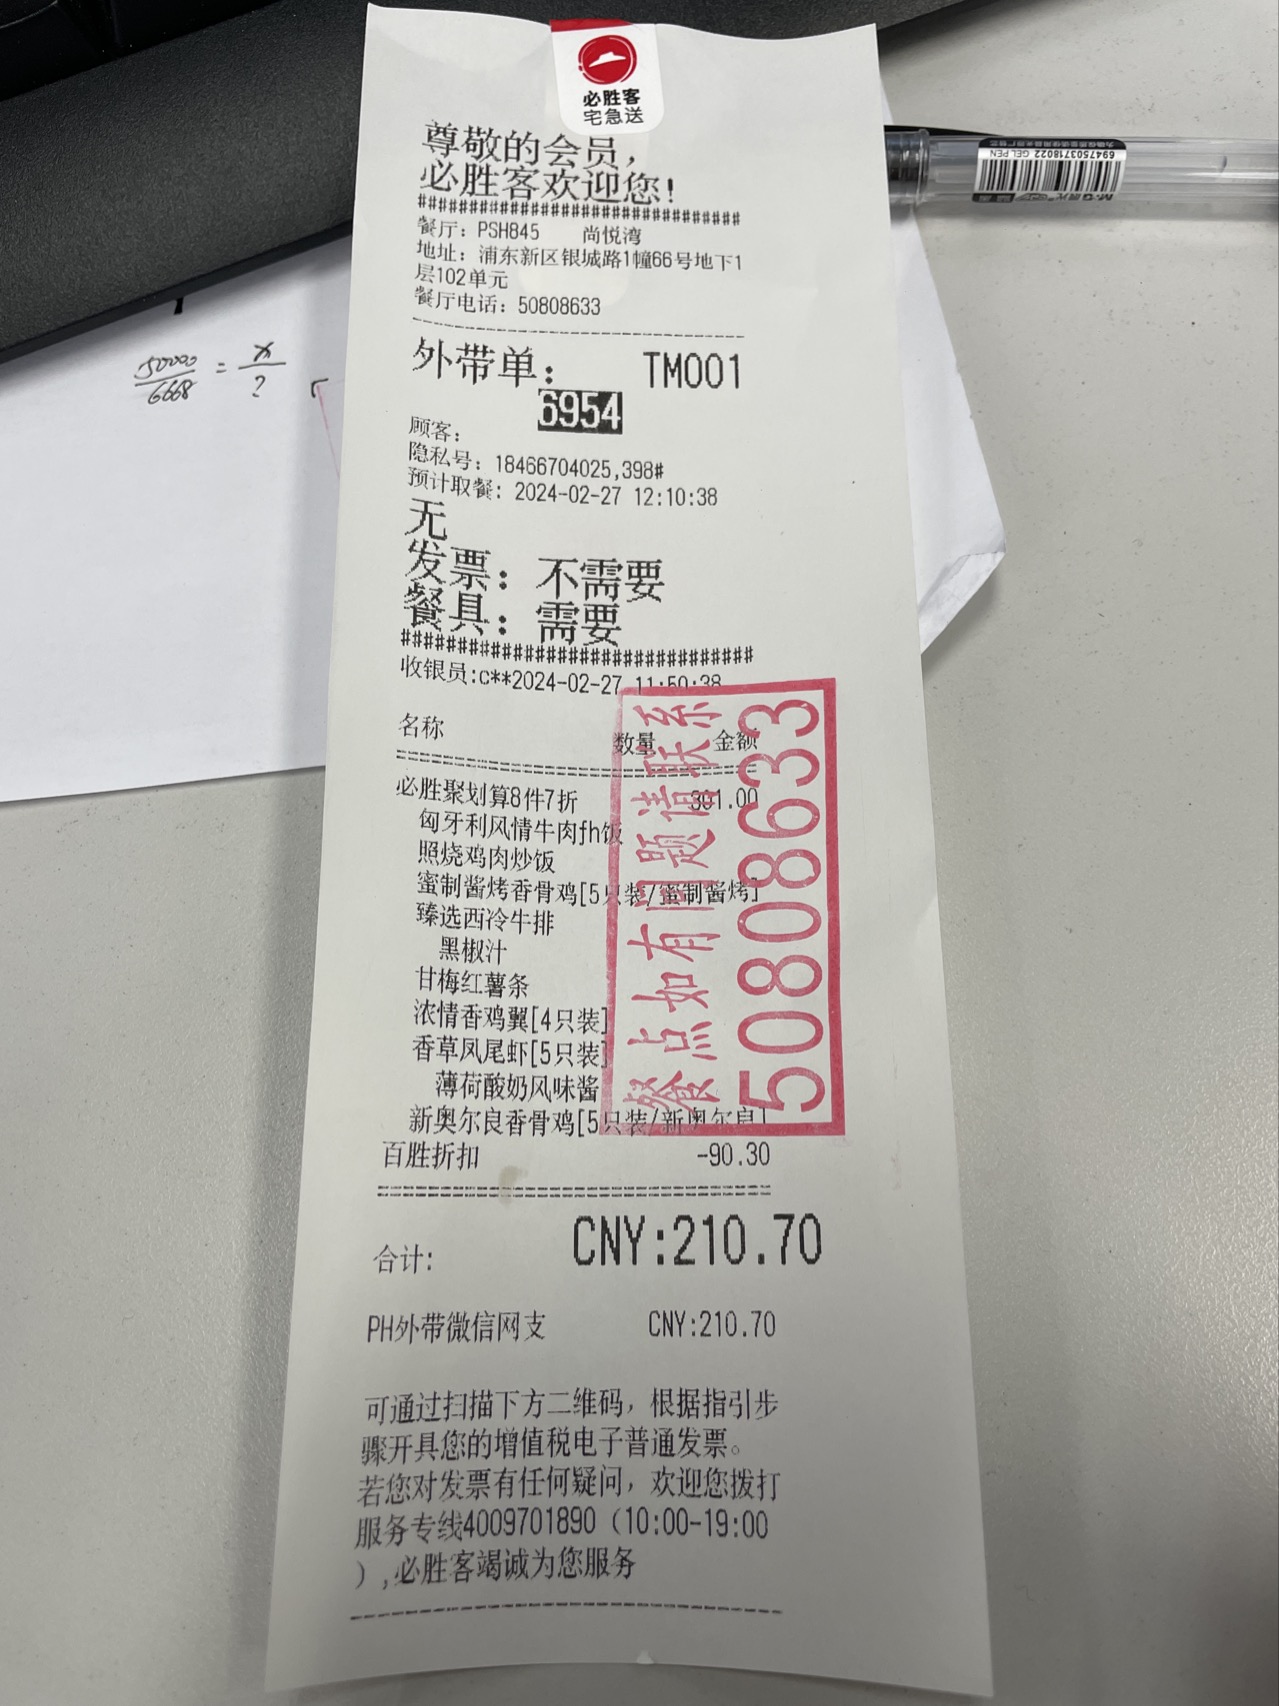 必胜客
宅急送
尊敬的会员，
必胜客欢迎您!
################################
餐厅：PSH845 尚悦湾
地址：浦东新区银城路1幢66号地下1
层102单元
餐厅电话：50808633
外带单： TM001
6954
顾客：
隐私号：18466704025,398#
预计取餐：2024-02-27 12:10:38
无
发票：不需要
餐具：需要
################################
收银员:c**2024-02-27 11:50:38
名称 数量 金额
必胜聚划算8件7折 301.00
匈牙利风情牛肉fh饭
照烧鸡肉炒饭
蜜制酱烤香骨鸡[5只装/蜜制酱烤]
臻选西冷牛排
黑椒汁
甘梅红薯条
浓情香鸡翼[4只装]
香草凤尾虾[5只装]
薄荷酸奶风味酱
新奥尔良香骨鸡[5只装/新奥尔良]
百胜折扣 -90.30
合计: CNY:210.70
PH外带微信网支 CNY:210.70
可通过扫描下方二维码，根据指引步
骤开具您的增值税电子普通发票。
若您对发票有任何疑问，欢迎您拨打
服务专线4009701890（10:00-19:00
）,必胜客竭诚为您服务
餐点如有问题请联系
50808633
50000/6668 = x/?
6947503718022 GEL PEN
M&G